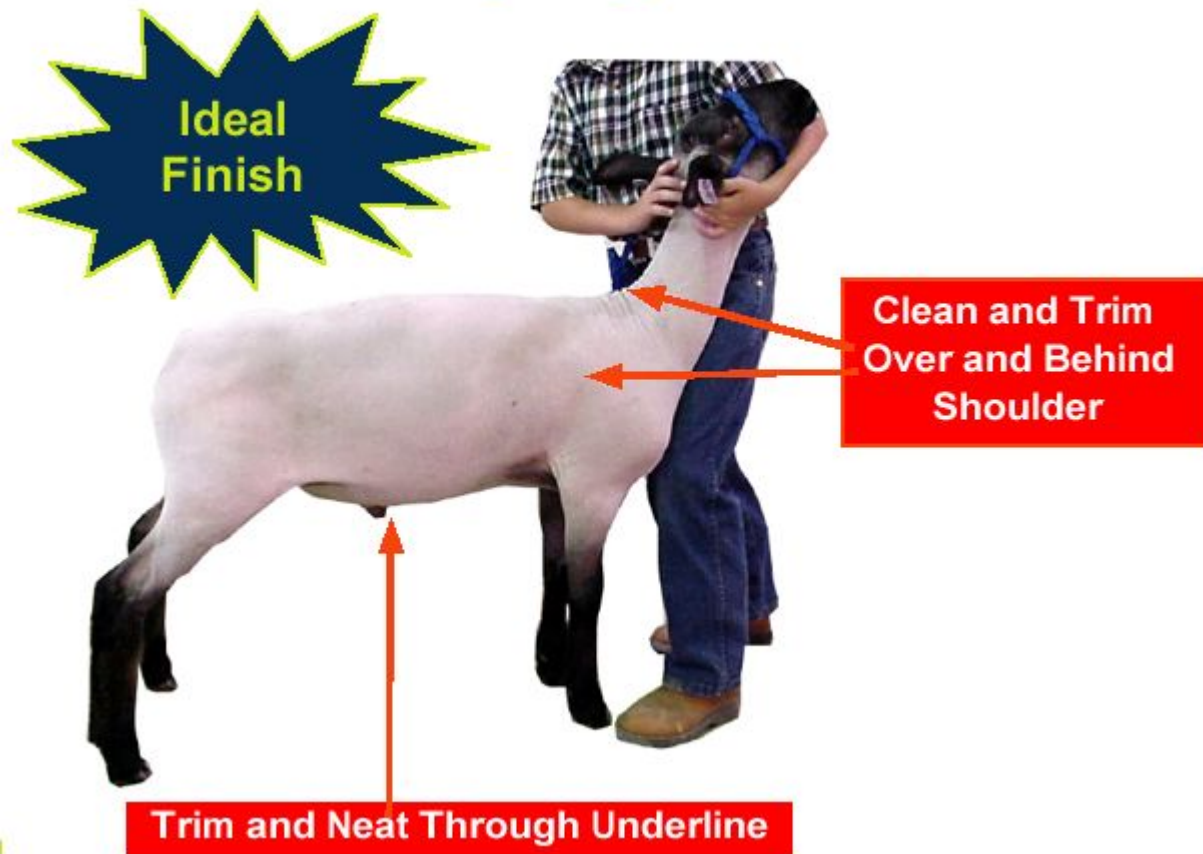 Ideal
Finish
Clean and Trim
Over and Behind
Shoulder
Trim and Neat Through Underline